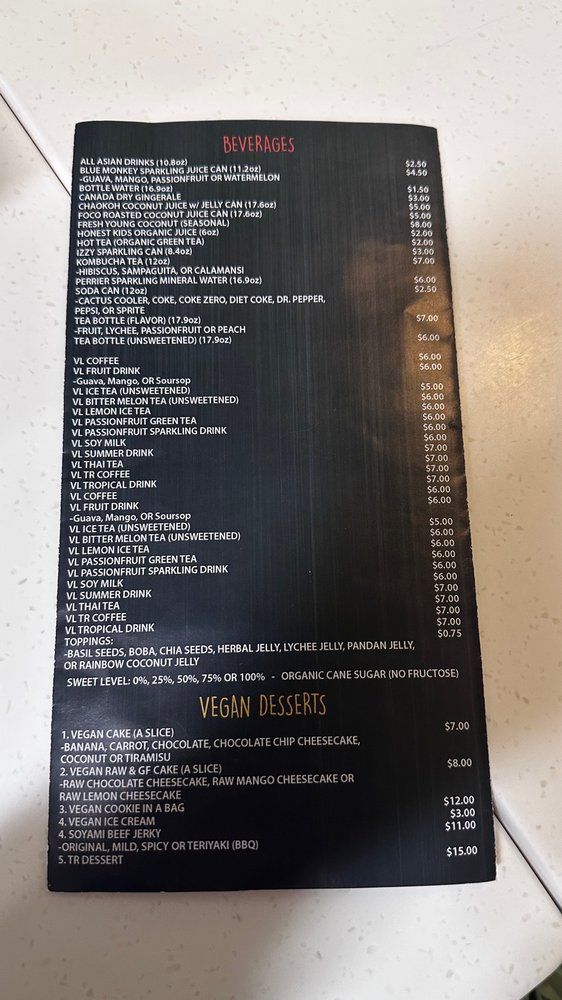 BEVERAGES
ALL ASIAN DRINKS (10.8oz) $2.50
BLUE MONKEY SPARKLING JUICE CAN (11.2oz) $4.50
-GUAVA, MANGO, PASSIONFRUIT OR WATERMELON
BOTTLE WATER (16.9oz) $1.50
CANADA DRY GINGERALE $3.00
CHAOKOH COCONUT JUICE w/ JELLY CAN (17.6oz) $5.00
FOCO ROASTED COCONUT JUICE CAN (17.6oz) $5.00
FRESH YOUNG COCONUT (SEASONAL) $8.00
HONEST KIDS ORGANIC JUICE (6oz) $2.00
HOT TEA (ORGANIC GREEN TEA) $2.00
IZZY SPARKLING CAN (8.4oz) $3.00
KOMBUCHA TEA (12oz) $7.00
-HIBISCUS, SAMPAGUITA, OR CALAMANSI
PERRIER SPARKLING MINERAL WATER (16.9oz) $6.00
SODA CAN (12oz) $2.50
-CACTUS COOLER, COKE, COKE ZERO, DIET COKE, DR. PEPPER,
PEPSI, OR SPRITE
TEA BOTTLE (FLAVOR) (17.9oz) $7.00
-FRUIT, LYCHEE, PASSIONFRUIT OR PEACH
TEA BOTTLE (UNSWEETENED) (17.9oz) $6.00
VL COFFEE $6.00
VL FRUIT DRINK $6.00
-Guava, Mango, OR Soursop
VL ICE TEA (UNSWEETENED) $5.00
VL BITTER MELON TEA (UNSWEETENED) $6.00
VL LEMON ICE TEA $6.00
VL PASSIONFRUIT GREEN TEA $6.00
VL PASSIONFRUIT SPARKLING DRINK $6.00
VL SOY MILK $6.00
VL SUMMER DRINK $7.00
VL THAI TEA $7.00
VL TR COFFEE $7.00
VL TROPICAL DRINK $7.00
VL COFFEE $6.00
VL FRUIT DRINK $6.00
-Guava, Mango, OR Soursop
VL ICE TEA (UNSWEETENED) $5.00
VL BITTER MELON TEA (UNSWEETENED) $6.00
VL LEMON ICE TEA $6.00
VL PASSIONFRUIT GREEN TEA $6.00
VL PASSIONFRUIT SPARKLING DRINK $6.00
VL SOY MILK $6.00
VL SUMMER DRINK $7.00
VL THAI TEA $7.00
VL TR COFFEE $7.00
VL TROPICAL DRINK $7.00
TOPPINGS: $0.75
-BASIL SEEDS, BOBA, CHIA SEEDS, HERBAL JELLY, LYCHEE JELLY, PANDAN JELLY,
OR RAINBOW COCONUT JELLY
SWEET LEVEL: 0%, 25%, 50%, 75% OR 100% - ORGANIC CANE SUGAR (NO FRUCTOSE)
VEGAN DESSERTS
1. VEGAN CAKE (A SLICE) $7.00
-BANANA, CARROT, CHOCOLATE, CHOCOLATE CHIP CHEESECAKE,
COCONUT OR TIRAMISU
2. VEGAN RAW & GF CAKE (A SLICE) $8.00
-RAW CHOCOLATE CHEESECAKE, RAW MANGO CHEESECAKE OR
RAW LEMON CHEESECAKE
3. VEGAN COOKIE IN A BAG $12.00
4. VEGAN ICE CREAM $3.00
4. SOYAMI BEEF JERKY $11.00
-ORIGINAL, MILD, SPICY OR TERIYAKI (BBQ)
5. TR DESSERT $15.00